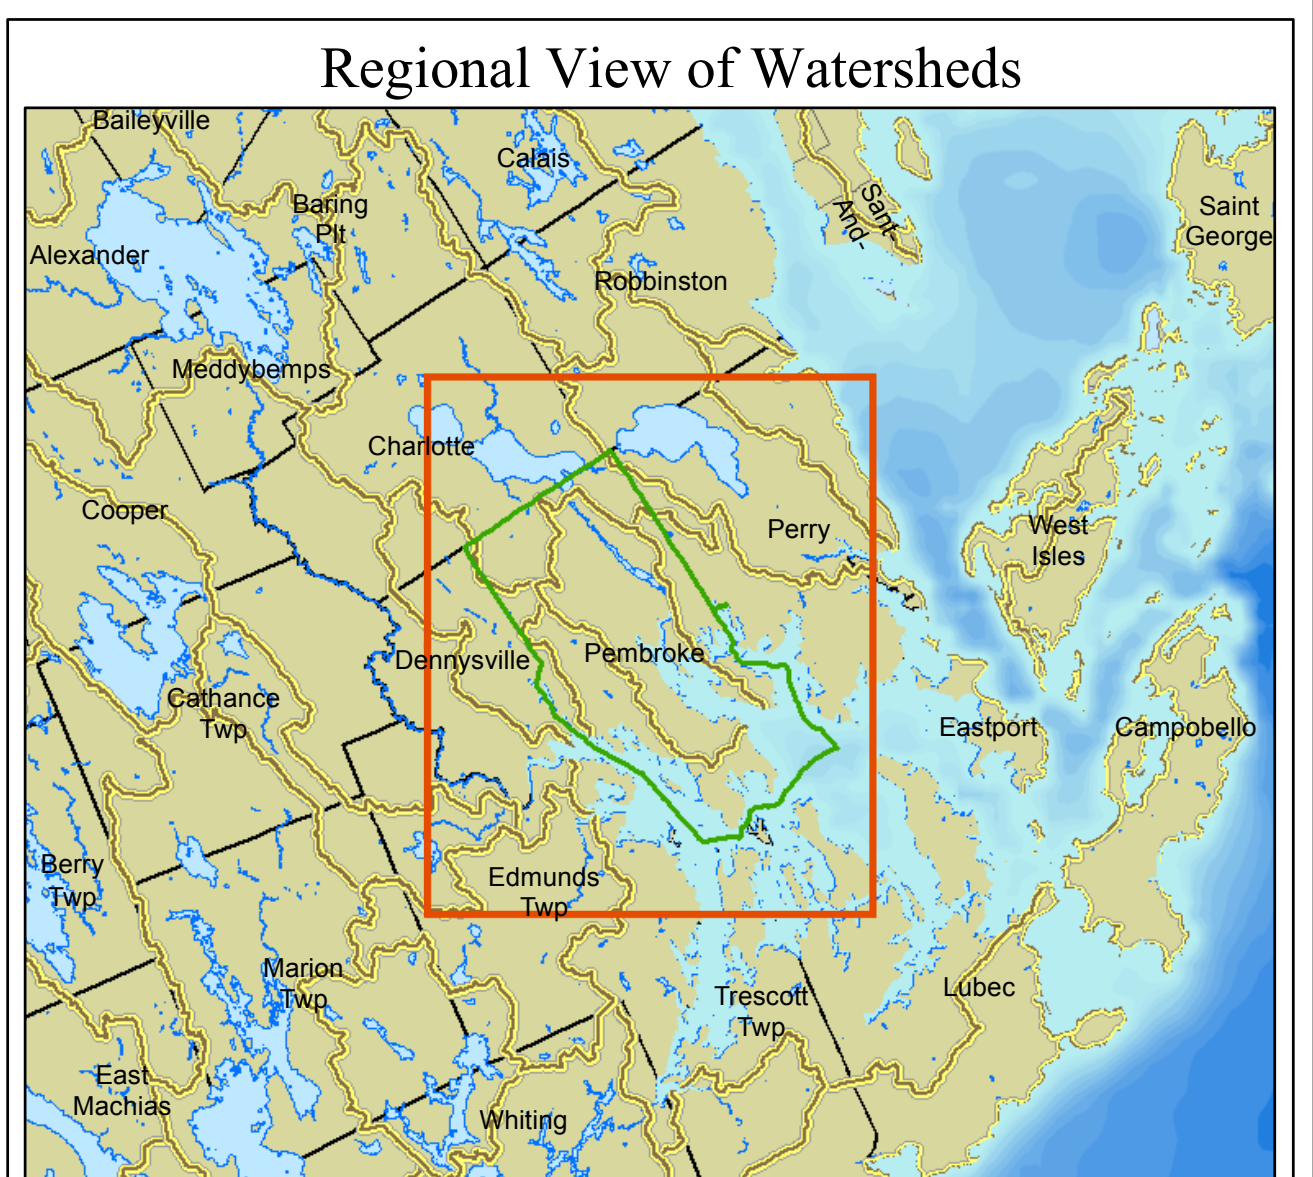 Regional View of Watersheds
Baileyville
Calais
Baring
Plt
Sant-
And-
Saint
George
Alexander
Robbinston
Meddybemps
Charlotte
Cooper
Perry
West
Isles
Dennysville
Pembroke
Cathance
Twp
Eastport
Campobello
Berry
Twp
Edmunds
Twp
Marion
Twp
Trescott
Twp
Lubec
East
Machias
Whiting